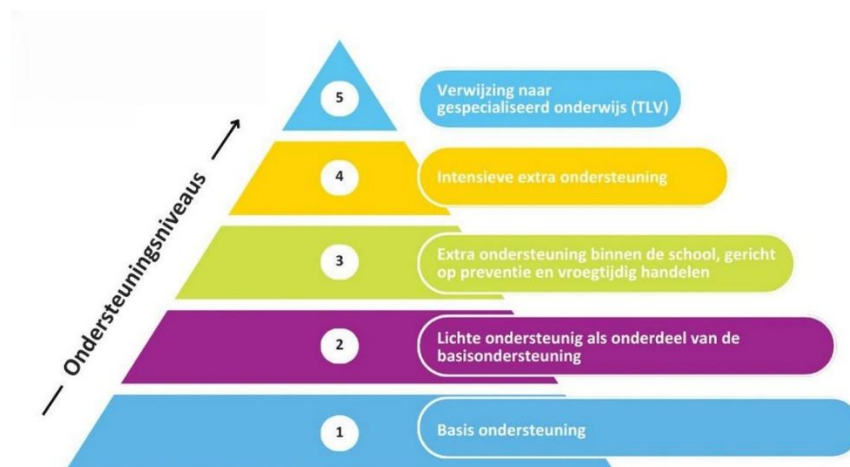 5
Verwijzing naar
gespecialiseerd onderwijs (TLV)
4
Intensieve extra ondersteuning
3
Extra ondersteuning binnen de school, gericht
op preventie en vroegtijdig handelen
2
Lichte ondersteunig als onderdeel van de
basisondersteuning
1
Basis ondersteuning
Ondersteuningsniveaus